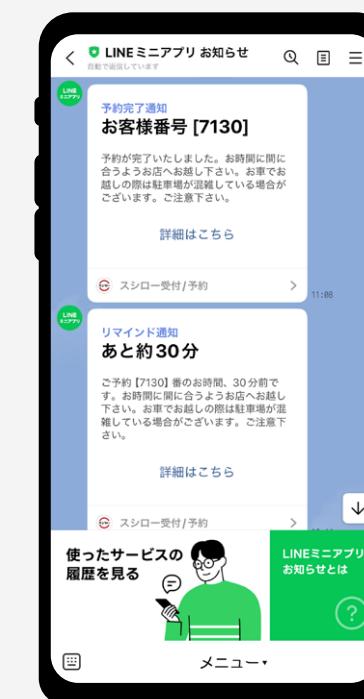 LINEミニアプリ お知らせ
自動で返信しています
LINE
ミニアプリ
予約完了通知
お客様番号 [7130]
予約が完了いたしました。お時間に間に
合うようお店へお越し下さい。お車でお
越しの際は駐車場が混雑している場合が
ございます。ご注意下さい。
詳細はこちら
スシロー受付/予約
11:08
LINE
ミニアプリ
リマインド通知
あと約30分
ご予約【7130】番のお時間、30分前で
す。お時間に間に合うようお店へお越し
下さい。お車でお越しの際は駐車場が混
雑している場合がございます。ご注意下
さい。
詳細はこちら
スシロー受付/予約
使ったサービスの
履歴を見る
LINEミニアプリ
お知らせとは
?
メニュー▾